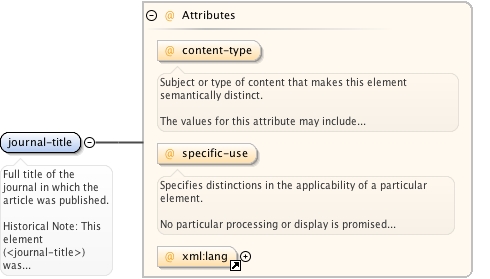 @ Attributes
@ content-type
Subject or type of content that makes this element
semantically distinct.
The values for this attribute may include...
journal-title
Full title of the
journal in which the
article was published.
Historical Note: This
element
(<journal-title>)
was...
@ specific-use
Specifies distinctions in the applicability of a particular
element.
No particular processing or display is promised...
@ xml:lang